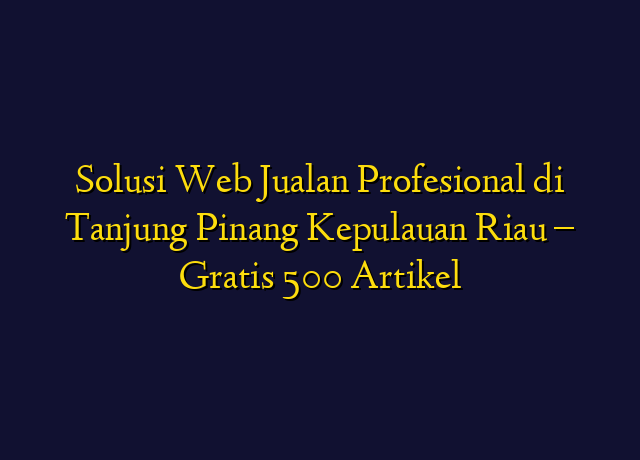 Solusi Web Jualan Profesional di
Tanjung Pinang Kepulauan Riau –
Gratis 500 Artikel